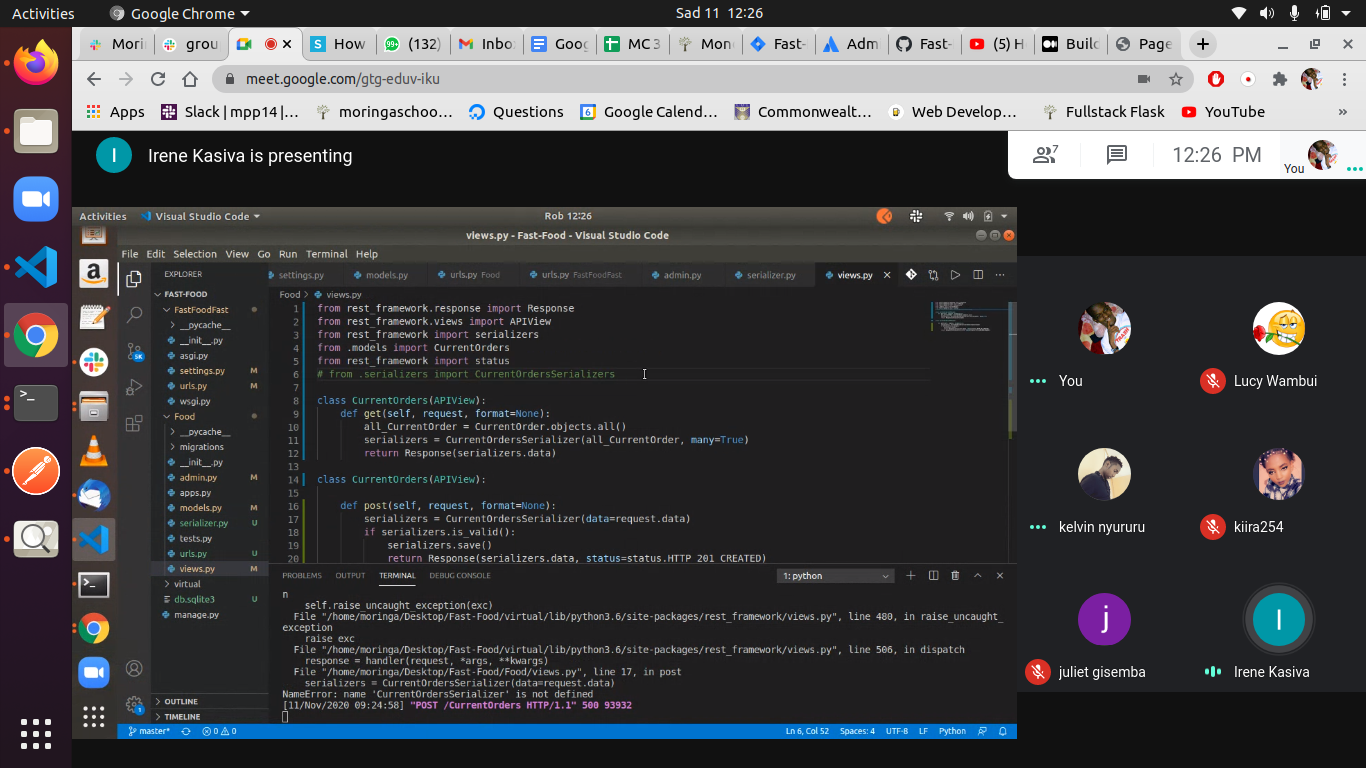 Activities
Google Chrome
Sad 11 12:26
Mori
grou
How
(132)
Inbo
Goog
MC 3
Mon
Fast-
Adm
Fast-
(5) H
Buil
Page
meet.google.com/gtg-eduv-iku
Apps
Slack | mpp14 |…
moringaschoo…
Questions
Google Calend…
Commonwealt…
Web Develop…
Fullstack Flask
YouTube
»
I
Irene Kasiva is presenting
7
12:26 PM
You
Activities
Visual Studio Code
Rob 12:26
views.py - Fast-Food - Visual Studio Code
File Edit Selection View Go Run Terminal Help
EXPLORER
settings.py
models.py
urls.py Food
urls.py FastFoodFast
admin.py
serializer.py
views.py
FAST-FOOD
FastFoodFast
__pycache__
__init__.py
asgi.py
settings.py M
urls.py M
wsgi.py
Food
__pycache__
migrations
__init__.py
admin.py M
apps.py
models.py M
serializer.py U
tests.py
urls.py U
views.py M
virtual
db.sqlite3 U
manage.py
OUTLINE
TIMELINE
Food > views.py
1 from rest_framework.response import Response
2 from rest_framework.views import APIView
3 from rest_framework import serializers
4 from .models import CurrentOrders
5 from rest_framework import status
6 # from .serializers import CurrentOrdersSerializers
7
8 class CurrentOrders(APIView):
9 def get(self, request, format=None):
10 all_CurrentOrder = CurrentOrder.objects.all()
11 serializers = CurrentOrdersSerializer(all_CurrentOrder, many=True)
12 return Response(serializers.data)
13
14 class CurrentOrders(APIView):
15
16 def post(self, request, format=None):
17 serializers = CurrentOrdersSerializer(data=request.data)
18 if serializers.is_valid():
19 serializers.save()
20 return Response(serializers.data, status=status.HTTP_201_CREATED)
PROBLEMS OUTPUT TERMINAL DEBUG CONSOLE
1: python
n
self.raise_uncaught_exception(exc)
File "/home/moringa/Desktop/Fast-Food/virtual/lib/python3.6/site-packages/rest_framework/views.py", line 480, in raise_uncaught_
exception
raise exc
File "/home/moringa/Desktop/Fast-Food/virtual/lib/python3.6/site-packages/rest_framework/views.py", line 506, in dispatch
response = handler(request, *args, **kwargs)
File "/home/moringa/Desktop/Fast-Food/Food/views.py", line 17, in post
serializers = CurrentOrdersSerializer(data=request.data)
NameError: name 'CurrentOrdersSerializer' is not defined
[11/Nov/2020 09:24:58] "POST /CurrentOrders HTTP/1.1" 500 93932
master*
0 0
Ln 6, Col 52
Spaces: 4
UTF-8
LF
Python
You
Lucy Wambui
kelvin nyururu
kiira254
j
juliet gisemba
I
Irene Kasiva